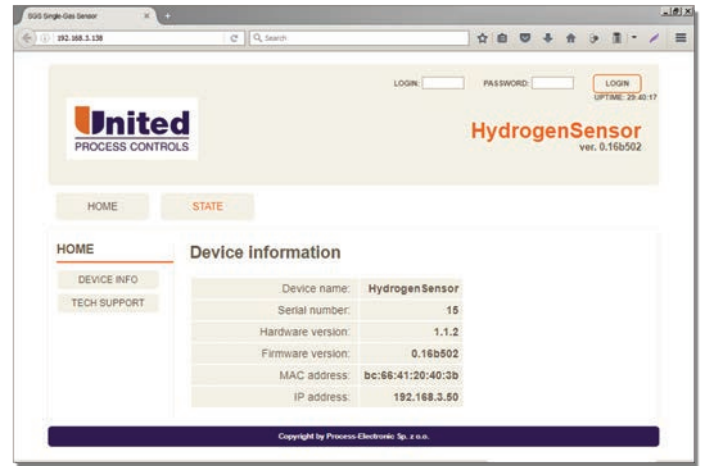 SGG Single-Gas Sensor
192.168.3.138
Search
LOGIN:
PASSWORD:
LOGIN
UPTIME: 29:40:17
United
PROCESS CONTROLS
HydrogenSensor
ver. 0.16b502
HOME
STATE
HOME
DEVICE INFO
TECH SUPPORT
Device information
Device name: HydrogenSensor
Serial number: 15
Hardware version: 1.1.2
Firmware version: 0.16b502
MAC address: bc:66:41:20:40:3b
IP address: 192.168.3.50
Copyright by Process-Electronic Sp. z o.o.